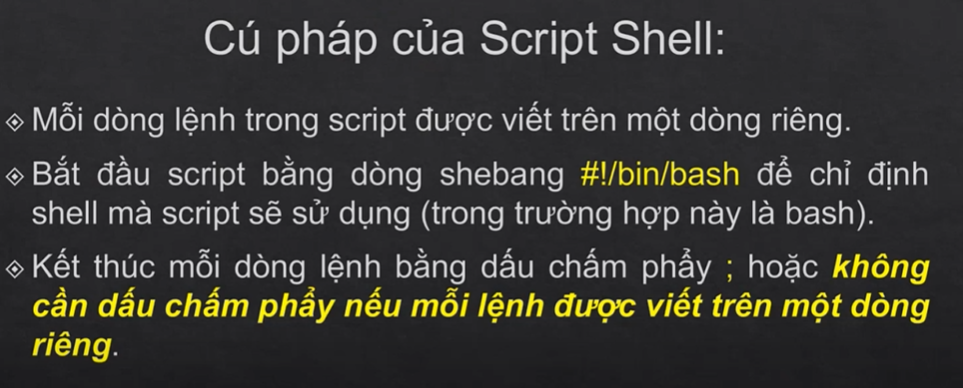 Cú pháp của Script Shell:
Mỗi dòng lệnh trong script được viết trên một dòng riêng.
Bắt đầu script bằng dòng shebang #!/bin/bash để chỉ định
shell mà script sẽ sử dụng (trong trường hợp này là bash).
Kết thúc mỗi dòng lệnh bằng dấu chấm phẩy ; hoặc không
cần dấu chấm phẩy nếu mỗi lệnh được viết trên một dòng
riêng.